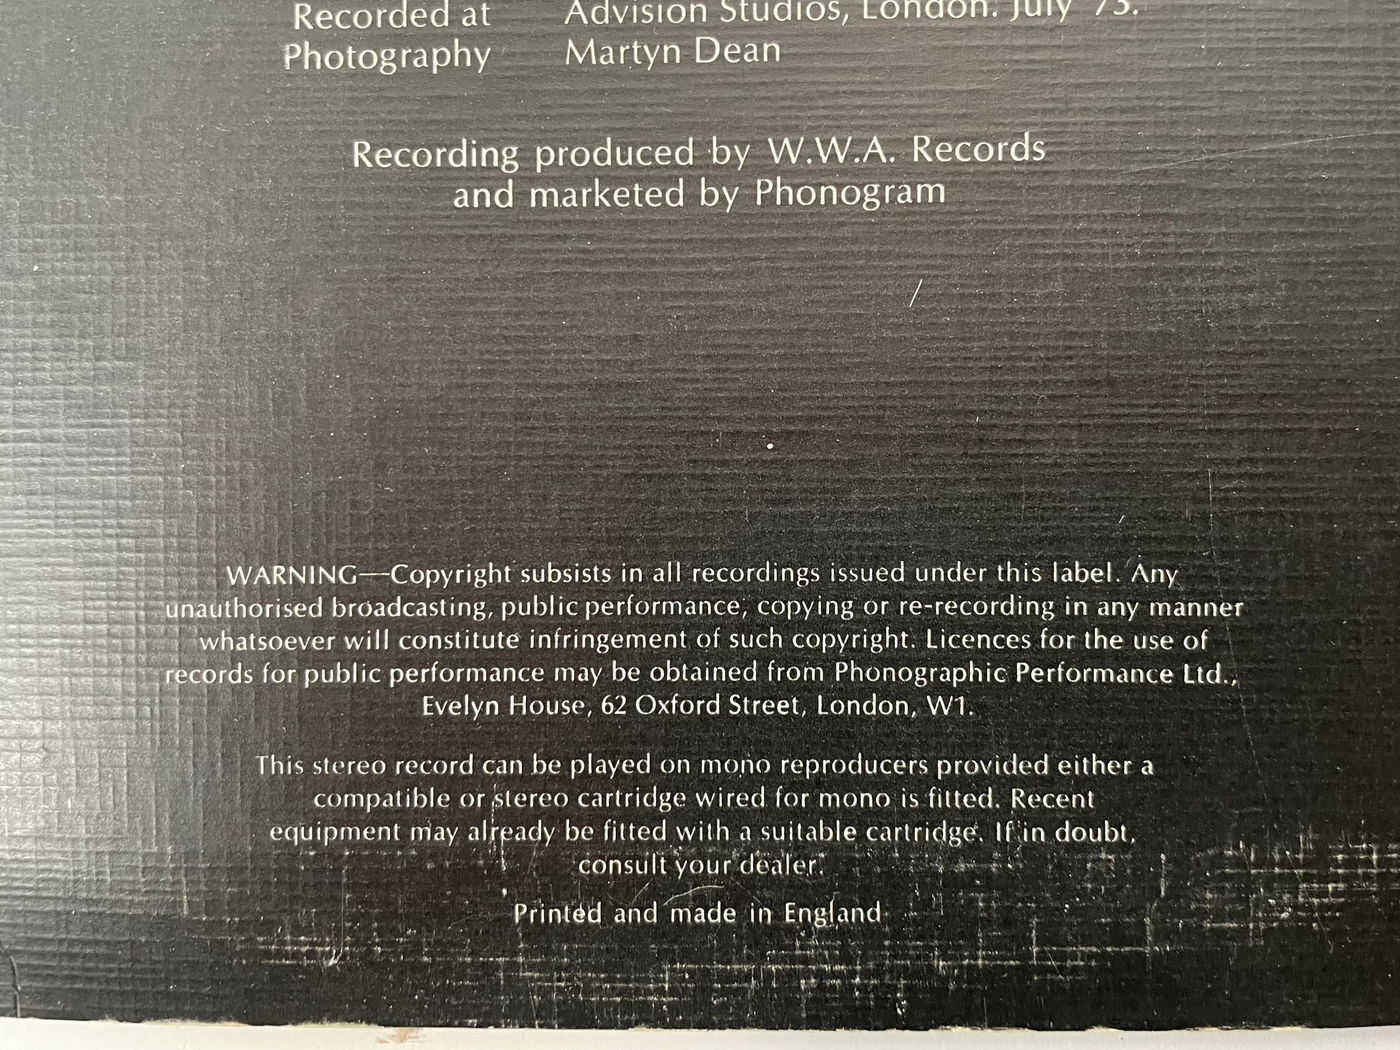 Recorded at Advision Studios, London. July '73.
Photography Martyn Dean
Recording produced by W.W.A. Records
and marketed by Phonogram
WARNING—Copyright subsists in all recordings issued under this label. Any
unauthorised broadcasting, public performance, copying or re-recording in any manner
whatsoever will constitute infringement of such copyright. Licences for the use of
records for public performance may be obtained from Phonographic Performance Ltd.,
Evelyn House, 62 Oxford Street, London, W1.
This stereo record can be played on mono reproducers provided either a
compatible or stereo cartridge wired for mono is fitted. Recent
equipment may already be fitted with a suitable cartridge. If in doubt,
consult your dealer.
Printed and made in England